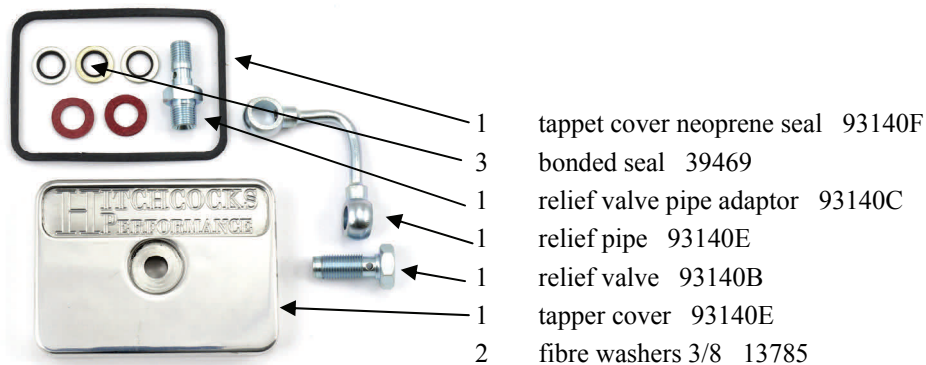 HITCHCOCKS
PERFORMANCE
1 tappet cover neoprene seal 93140F
3 bonded seal 39469
1 relief valve pipe adaptor 93140C
1 relief pipe 93140E
1 relief valve 93140B
1 tapper cover 93140E
2 fibre washers 3/8 13785